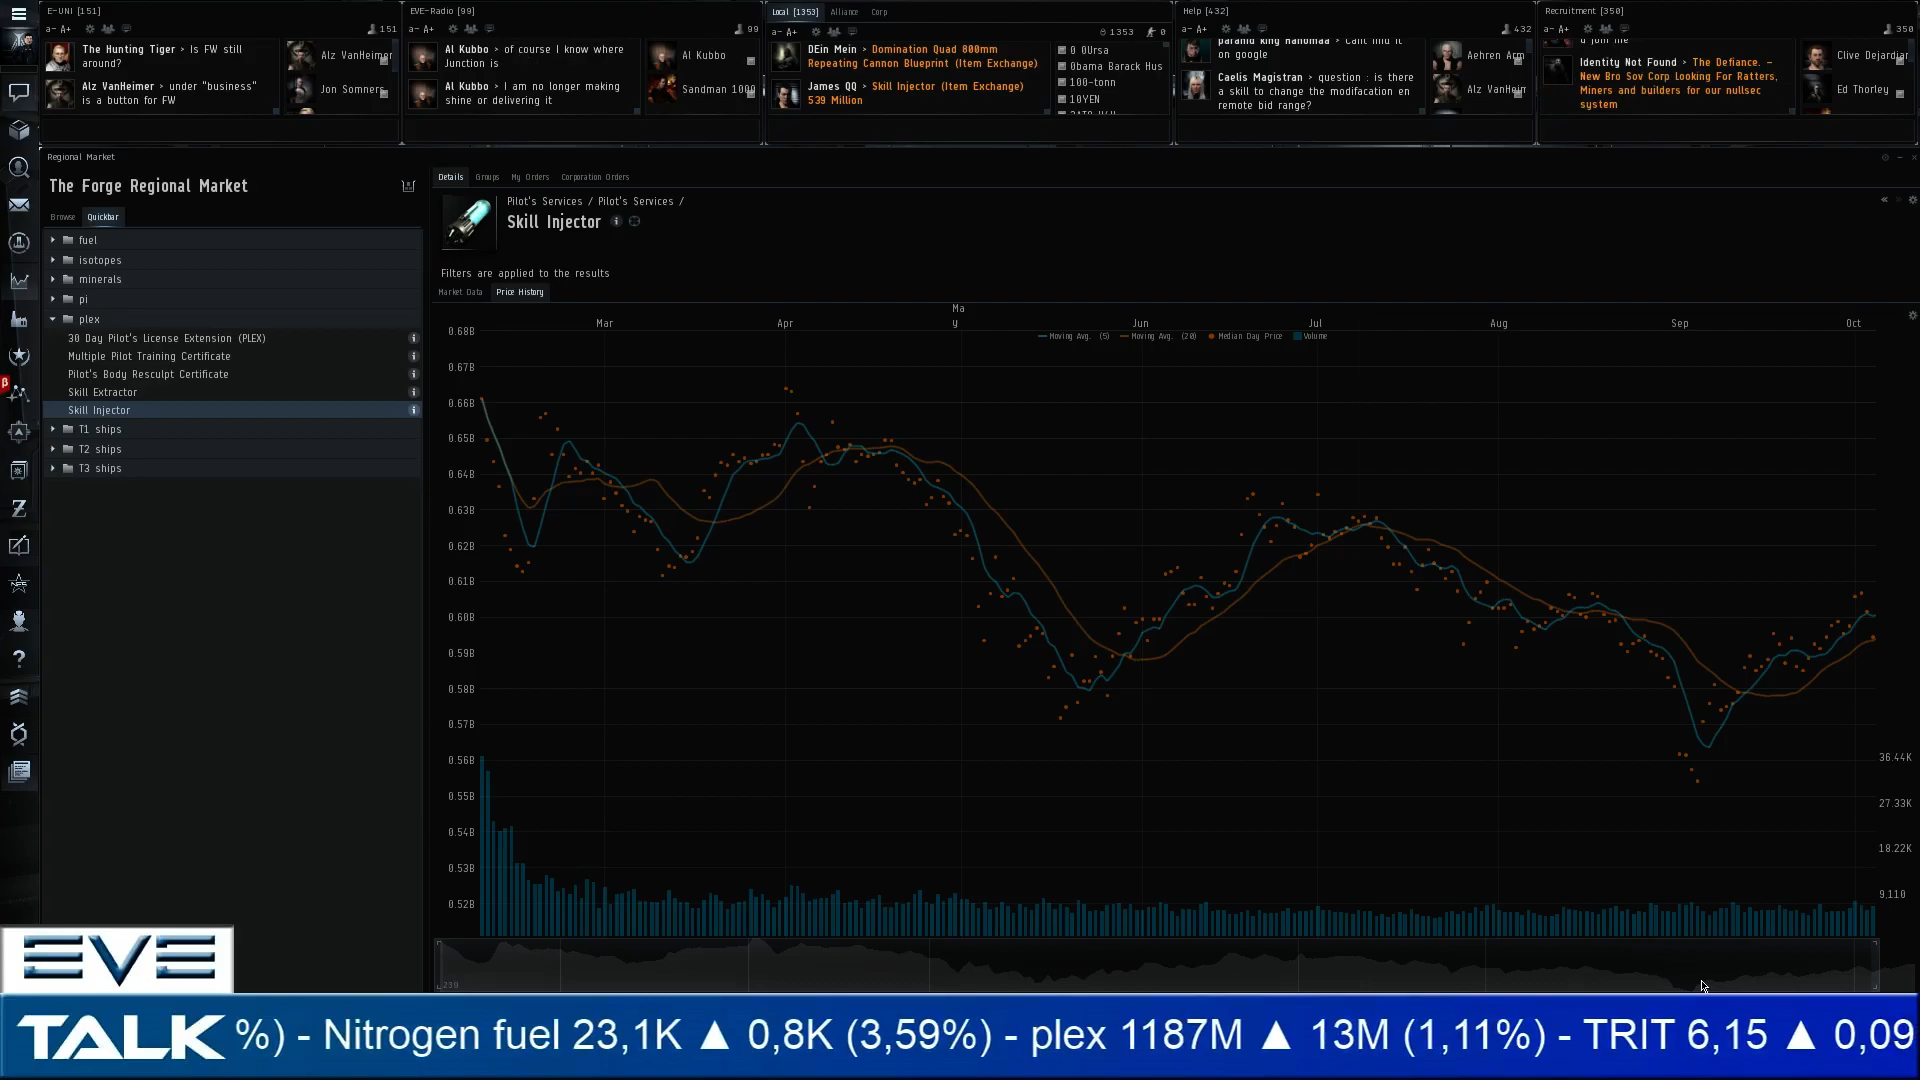 E-UNI [151]
a- A+
151
The Hunting Tiger > Is FW still
around?
Alz VanHeimer > under "business"
is a button for FW
Alz VanHeimer
Jon Somners
EVE-Radio [99]
a- A+
99
Al Kubbo > of course I know where
Junction is
Al Kubbo > I am no longer making
shine or delivering it
Al Kubbo
Sandman 1000
Local [1353] Alliance Corp
a- A+
1353 0
DEin Mein > Domination Quad 800mm
Repeating Cannon Blueprint (Item Exchange)
James QQ > Skill Injector (Item Exchange)
539 Million
0 0Ursa
0bama Barack Hus
100-tonn
10YEN
Help [432]
a- A+
432
on google
Caelis Magistran > question : is there
a skill to change the modifacation en
remote bid range?
Aehren Arm
Alz VanHeim
Recruitment [350]
a- A+
350
Identity Not Found > The Defiance. -
New Bro Sov Corp Looking For Ratters,
Miners and builders for our nullsec
system
Clive Dejardiar
Ed Thorley
Regional Market
The Forge Regional Market
Browse Quickbar
fuel
isotopes
minerals
pi
plex
30 Day Pilot's License Extension (PLEX)
Multiple Pilot Training Certificate
Pilot's Body Resculpt Certificate
Skill Extractor
Skill Injector
T1 ships
T2 ships
T3 ships
β
Details Groups My Orders Corporation Orders
Pilot's Services / Pilot's Services /
Skill Injector
Filters are applied to the results
Market Data Price History
Mar Apr Ma
y Jun Jul Aug Sep Oct
Moving Avg. (5) Moving Avg. (20) Median Day Price Volume
0.68B
0.67B
0.66B
0.65B
0.64B
0.63B
0.62B
0.61B
0.60B
0.59B
0.58B
0.57B
0.56B
0.55B
0.54B
0.53B
0.52B
36.44K
27.33K
18.22K
9,110
239
EVE
TALK
%) - Nitrogen fuel 23,1K ▲ 0,8K (3,59%) - plex 1187M ▲ 13M (1,11%) - TRIT 6,15 ▲ 0,09